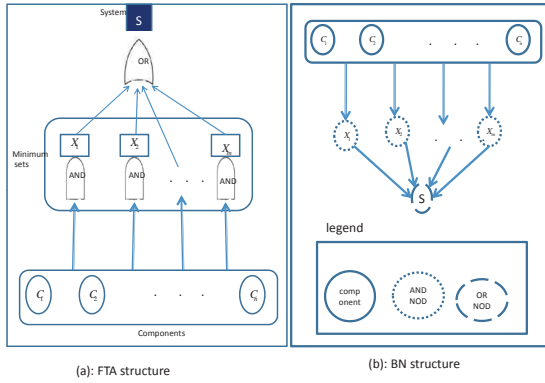 System
S
OR
X1 X2 Xm
Minimum
sets
AND AND . . . AND
C1 C2 . . . Cn
Components
(a): FTA structure
C1 C2 . . . Cn
X1 X2 . . Xm
S
legend
comp
onent
AND
NOD
OR
NOD
(b): BN structure